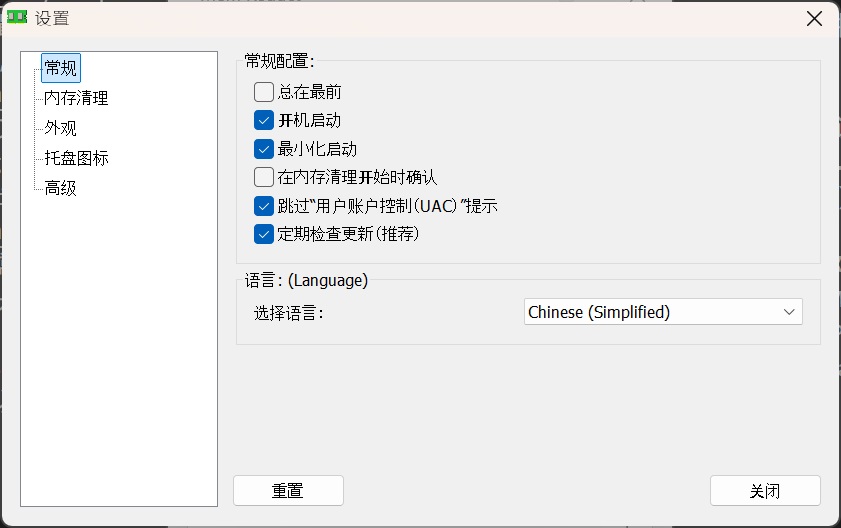 设置
常规
内存清理
外观
托盘图标
高级
常规配置:
总在最前
开机启动
最小化启动
在内存清理开始时确认
跳过“用户账户控制(UAC)”提示
定期检查更新(推荐)
语言: (Language)
选择语言:
Chinese (Simplified)
重置
关闭